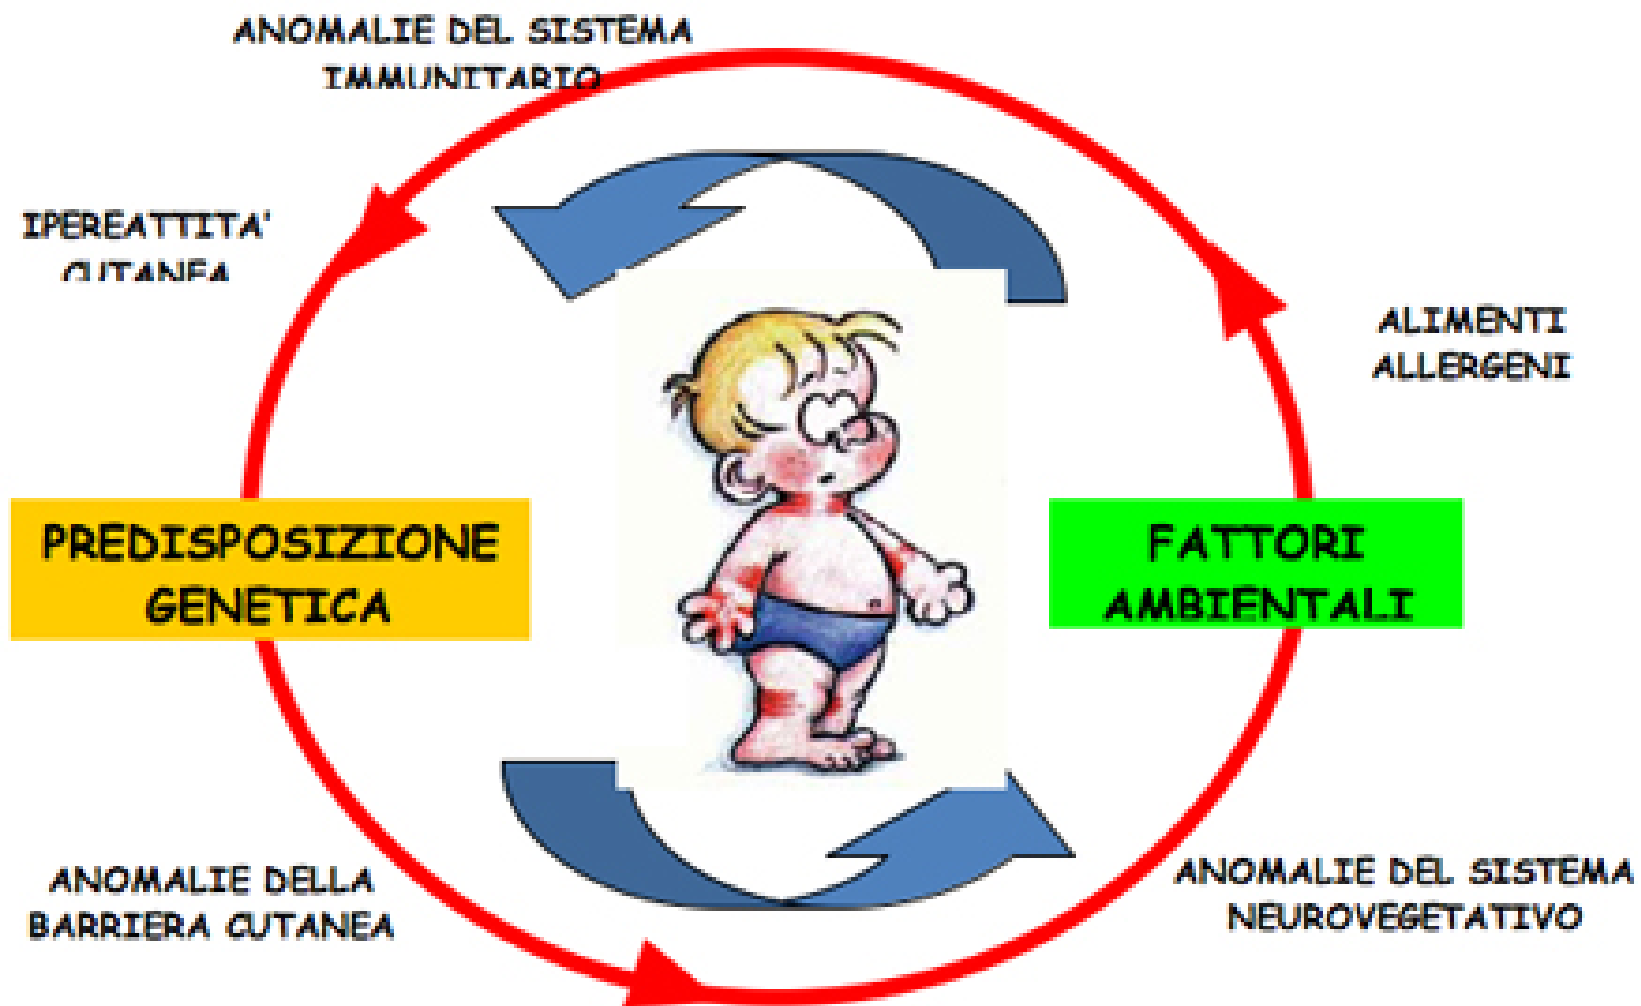 ANOMALIE DEL SISTEMA
IMMUNITARIO
IPEREATTITA'
CUTANEA
ALIMENTI
ALLERGENI
PREDISPOSIZIONE
GENETICA
FATTORI
AMBIENTALI
ANOMALIE DELLA
BARRIERA CUTANEA
ANOMALIE DEL SISTEMA
NEUROVEGETATIVO